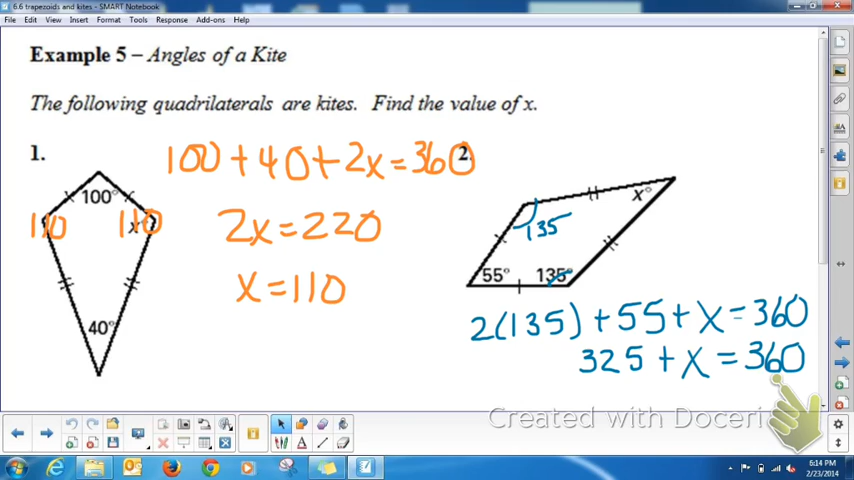 6.6 trapezoids and kites - SMART Notebook
File Edit View Insert Format Tools Response Add-ons Help
Example 5 – Angles of a Kite
The following quadrilaterals are kites. Find the value of x.
1.
100 + 40 + 2x = 360
2.
100°
x°
110
110
x
135
2x = 220
55°
135°
x = 110
2(135) + 55 + x = 360
40°
325 + x = 360
Created with Doceri
6:14 PM
2/23/2014